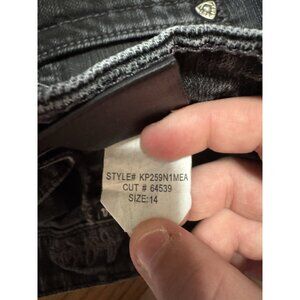 STYLE# KP259N1MEA
CUT # 64539
SIZE:14